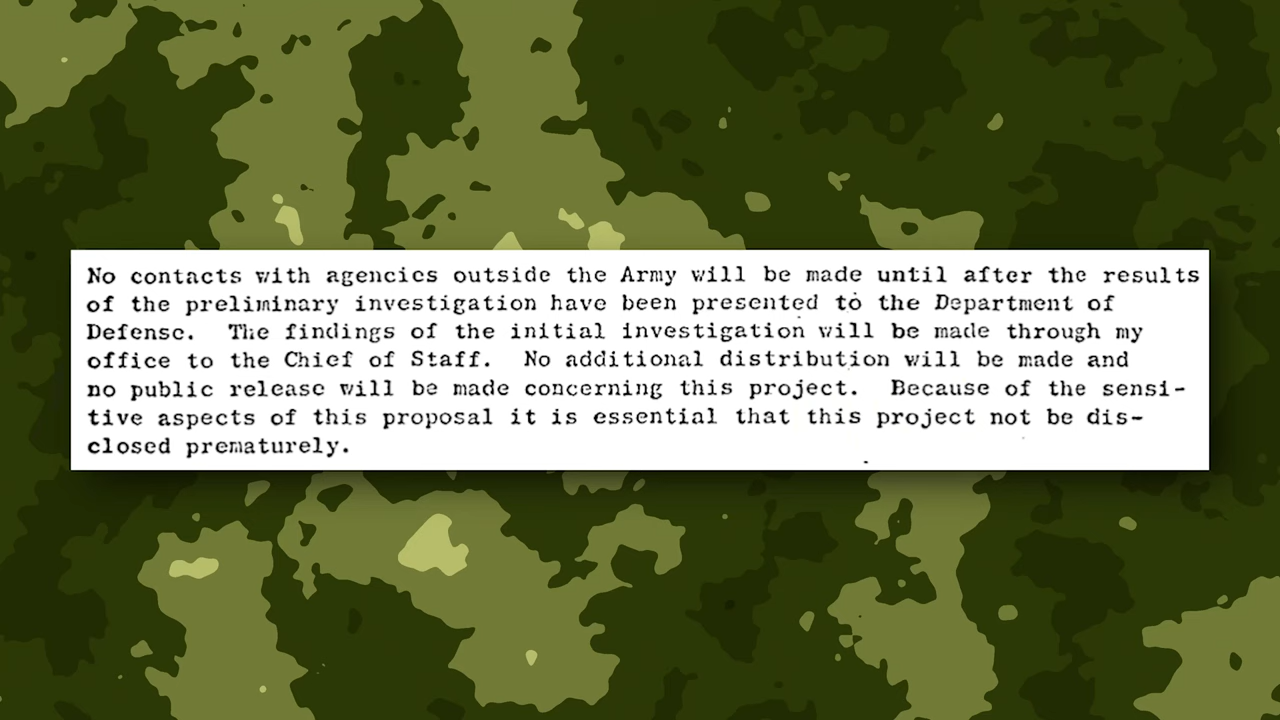 No contacts with agencies outside the Army will be made until after the results
of the preliminary investigation have been presented to the Department of
Defense. The findings of the initial investigation will be made through my
office to the Chief of Staff. No additional distribution will be made and
no public release will be made concerning this project. Because of the sensi-
tive aspects of this proposal it is essential that this project not be dis-
closed prematurely.